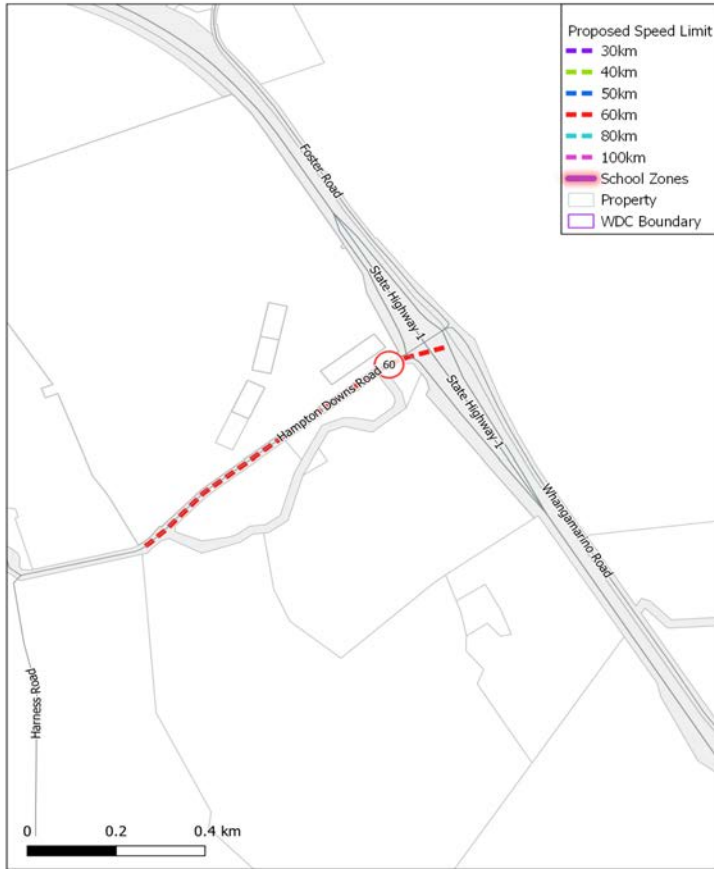 Proposed Speed Limit
30km
40km
50km
60km
80km
100km
School Zones
Property
WDC Boundary
Foster Road
State Highway 1
60
Hampton Downs Road
State Highway 1
Whangamarino Road
Harness Road
0 0.2 0.4 km